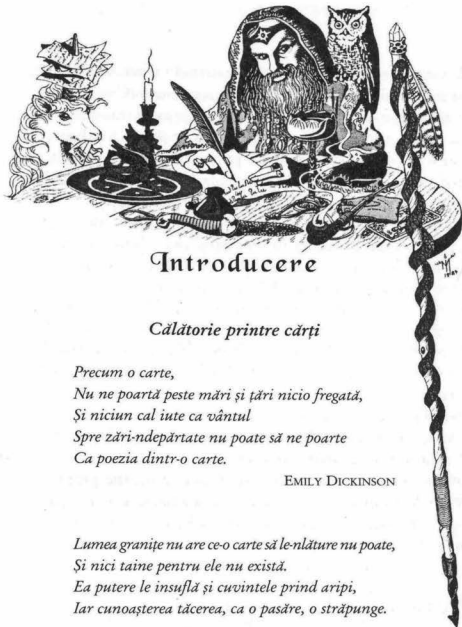 Introducere
Călătorie printre cărți
Precum o carte,
Nu ne poartă peste mări și țări nicio fregată,
Și niciun cal iute ca vântul
Spre zări-ndepărtate nu poate să ne poarte
Ca poezia dintr-o carte.
EMILY DICKINSON
Lumea granițe nu are ce-o carte să le-nlăture nu poate,
Și nici taine pentru ele nu există.
Ea putere le insuflă și cuvintele prind aripi,
Iar cunoașterea tăcerea, ca o pasăre, o străpunge.